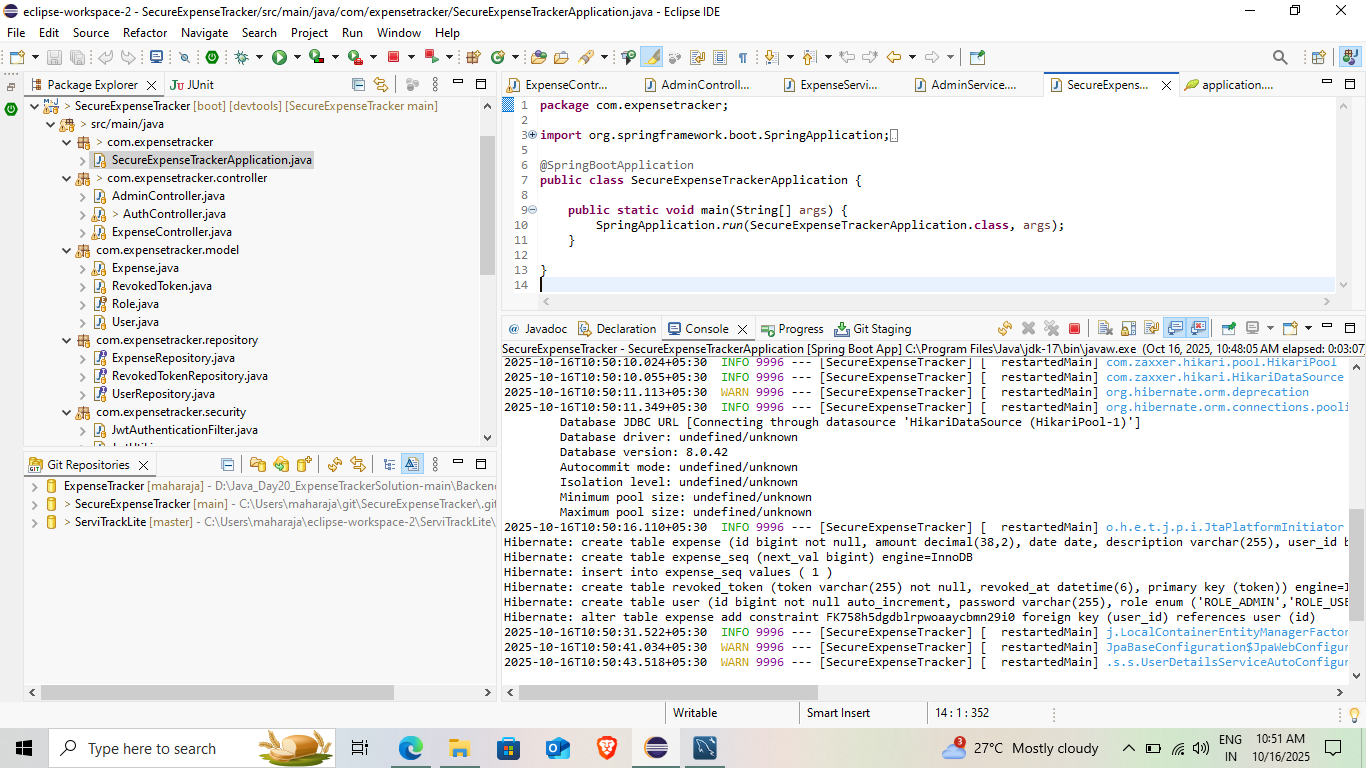 eclipse-workspace-2 - SecureExpenseTracker/src/main/java/com/expensetracker/SecureExpenseTrackerApplication.java - Eclipse IDE
File Edit Source Refactor Navigate Search Project Run Window Help
Package Explorer JUnit
SecureExpenseTracker [boot] [devtools] [SecureExpenseTracker main]
src/main/java
com.expensetracker
SecureExpenseTrackerApplication.java
com.expensetracker.controller
AdminController.java
AuthController.java
ExpenseController.java
com.expensetracker.model
Expense.java
RevokedToken.java
Role.java
User.java
com.expensetracker.repository
ExpenseRepository.java
RevokedTokenRepository.java
UserRepository.java
com.expensetracker.security
JwtAuthenticationFilter.java
Git Repositories
ExpenseTracker [maharaja] - D:\Java_Day20_ExpenseTrackerSolution-main\Backend
SecureExpenseTracker [main] - C:\Users\maharaja\git\SecureExpenseTracker\.git
ServiTrackLite [master] - C:\Users\maharaja\eclipse-workspace-2\ServiTrackLite\
ExpenseContr... AdminControll... ExpenseServi... AdminService.... SecureExpens... application....
1 package com.expensetracker;
2
3 import org.springframework.boot.SpringApplication;
5
6 @SpringBootApplication
7 public class SecureExpenseTrackerApplication {
8
9 public static void main(String[] args) {
10 SpringApplication.run(SecureExpenseTrackerApplication.class, args);
11 }
12
13 }
14
Javadoc Declaration Console Progress Git Staging
SecureExpenseTracker - SecureExpenseTrackerApplication [Spring Boot App] C:\Program Files\Java\jdk-17\bin\javaw.exe (Oct 16, 2025, 10:48:05 AM elapsed: 0:03:07)
2025-10-16T10:50:10.024+05:30 INFO 9996 --- [SecureExpenseTracker] [ restartedMain] com.zaxxer.hikari.pool.HikariPool
2025-10-16T10:50:10.055+05:30 INFO 9996 --- [SecureExpenseTracker] [ restartedMain] com.zaxxer.hikari.HikariDataSource
2025-10-16T10:50:11.113+05:30 WARN 9996 --- [SecureExpenseTracker] [ restartedMain] org.hibernate.orm.deprecation
2025-10-16T10:50:11.349+05:30 INFO 9996 --- [SecureExpenseTracker] [ restartedMain] org.hibernate.orm.connections.pooli
Database JDBC URL [Connecting through datasource 'HikariDataSource (HikariPool-1)']
Database driver: undefined/unknown
Database version: 8.0.42
Autocommit mode: undefined/unknown
Isolation level: undefined/unknown
Minimum pool size: undefined/unknown
Maximum pool size: undefined/unknown
2025-10-16T10:50:16.110+05:30 INFO 9996 --- [SecureExpenseTracker] [ restartedMain] o.h.e.t.j.p.i.JtaPlatformInitiator
Hibernate: create table expense (id bigint not null, amount decimal(38,2), date date, description varchar(255), user_id b
Hibernate: create table expense_seq (next_val bigint) engine=InnoDB
Hibernate: insert into expense_seq values ( 1 )
Hibernate: create table revoked_token (token varchar(255) not null, revoked_at datetime(6), primary key (token)) engine=I
Hibernate: create table user (id bigint not null auto_increment, password varchar(255), role enum ('ROLE_ADMIN','ROLE_USE
Hibernate: alter table expense add constraint FK758h5dgdblrpwoaaycbmn29i0 foreign key (user_id) references user (id)
2025-10-16T10:50:31.522+05:30 INFO 9996 --- [SecureExpenseTracker] [ restartedMain] j.LocalContainerEntityManagerFactor
2025-10-16T10:50:41.034+05:30 WARN 9996 --- [SecureExpenseTracker] [ restartedMain] JpaBaseConfiguration$JpaWebConfigur
2025-10-16T10:50:43.518+05:30 WARN 9996 --- [SecureExpenseTracker] [ restartedMain] .s.s.UserDetailsServiceAutoConfigur
Writable Smart Insert 14 : 1 : 352
Type here to search
3 27°C Mostly cloudy
ENG
IN
10:51 AM
10/16/2025